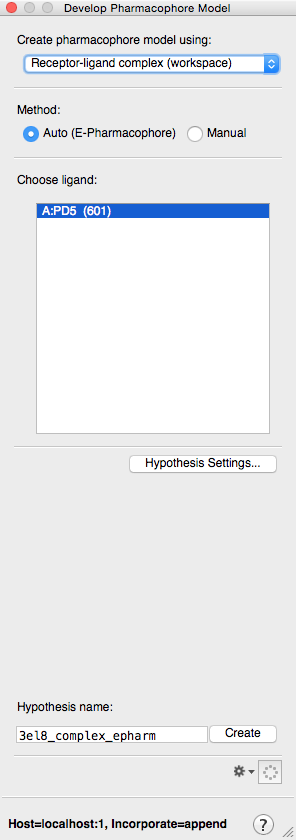 Develop Pharmacophore Model
Create pharmacophore model using:
Receptor-ligand complex (workspace)
Method:
Auto (E-Pharmacophore) Manual
Choose ligand:
A:PD5 (601)
Hypothesis Settings...
Hypothesis name:
3el8_complex_epharm Create
Host=localhost:1, Incorporate=append ?